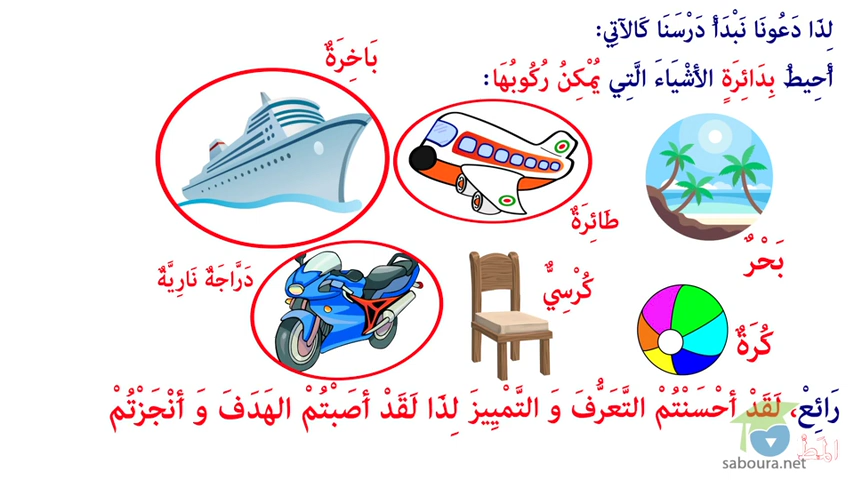 لِذَا دَعُونَا نَبْدَأُ دَرْسَنَا كَالآتِي:
أُحِيطُ بِدَائِرَةٍ الأَشْيَاءَ الَّتِي يُمْكِنُ رُكُوبُهَا:
بَاخِرَةٌ
طَائِرَةٌ
بَحْرٌ
دَرَّاجَةٌ نَارِيَّةٌ
كُرْسِيٌّ
كُرَةٌ
رَائِعْ، لَقَدْ أَحْسَنْتُمْ التَّعَرُّفَ وَ التَّمْيِيزَ لِذَا لَقَدْ أَصَبْتُمْ الهَدَفَ وَ أَنْجَزْتُمْ
saboura.net